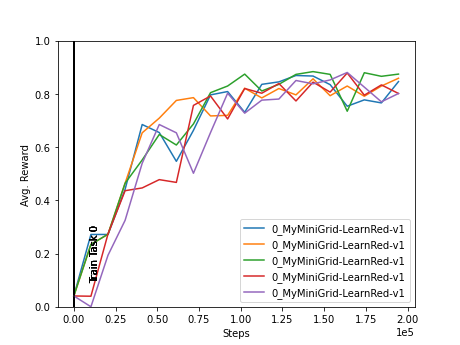 1.0
0.8
0.6
0.4
0.2
0.0
Avg. Reward
Train Task 0
0_MyMiniGrid-LearnRed-v1
0_MyMiniGrid-LearnRed-v1
0_MyMiniGrid-LearnRed-v1
0_MyMiniGrid-LearnRed-v1
0_MyMiniGrid-LearnRed-v1
0.00 0.25 0.50 0.75 1.00 1.25 1.50 1.75 2.00
1e5
Steps